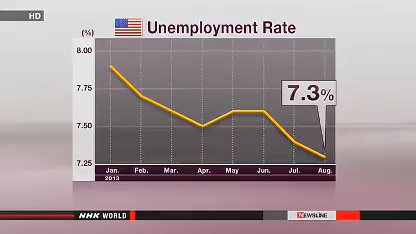 HD
Unemployment Rate
(%)
8.00
7.75
7.50
7.25
7.3%
Jan. Feb. Mar. Apr. May Jun. Jul. Aug.
2013
NHK WORLD
NEWSLINE